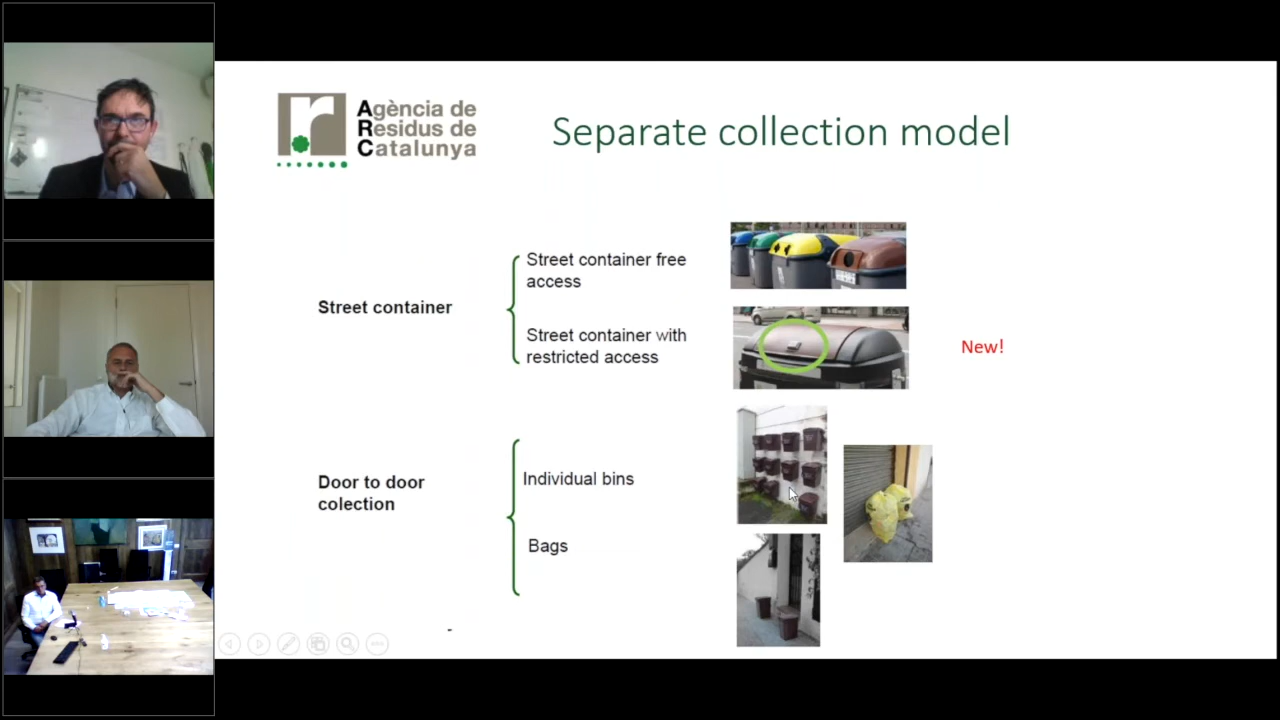 Agència de
Residus de
Catalunya
Separate collection model
Street container
Street container free
access
Street container with
restricted access
New!
Door to door
colection
Individual bins
Bags
-